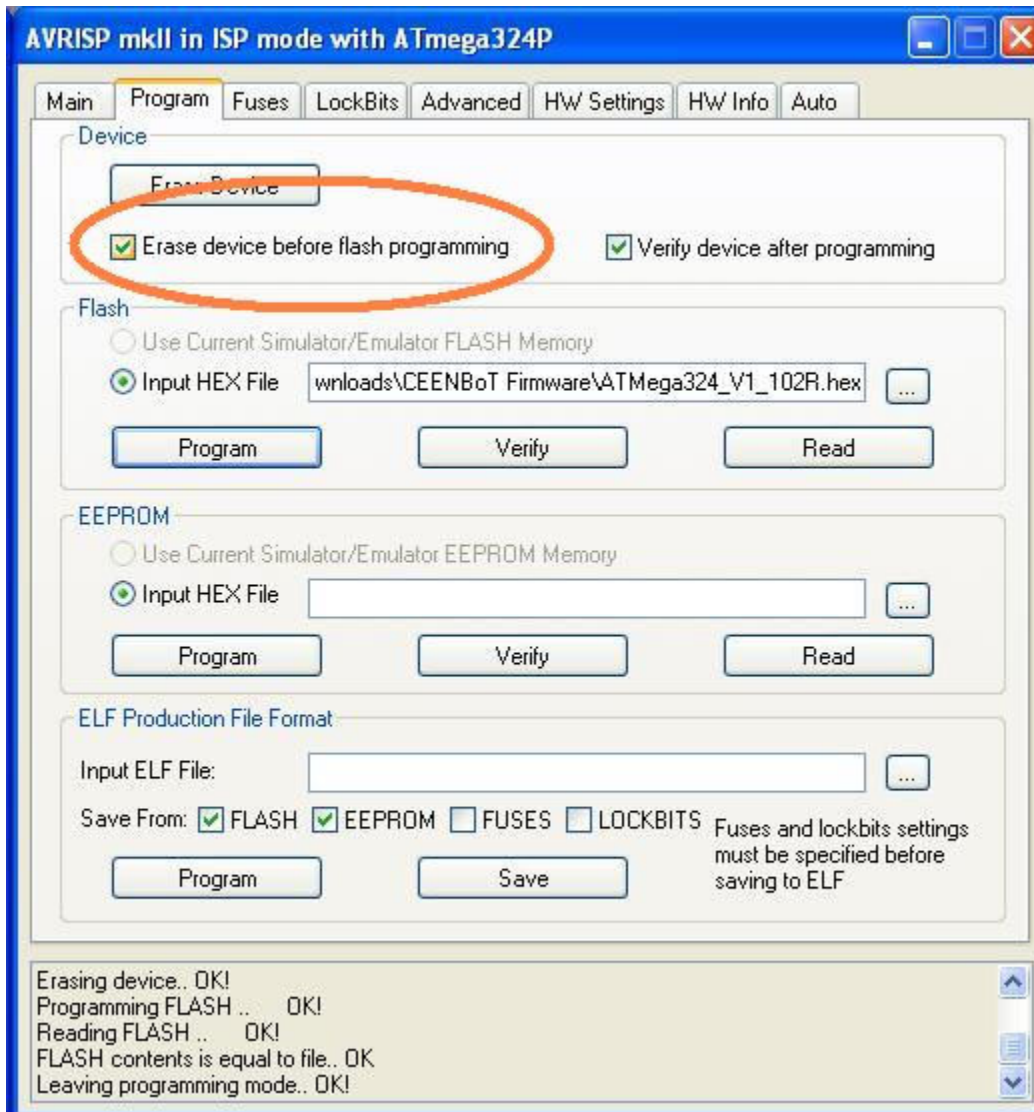 AVRISP mkII in ISP mode with ATmega324P
Main Program Fuses LockBits Advanced HW Settings HW Info Auto
Device
Erase Device
Erase device before flash programming Verify device after programming
Flash
Use Current Simulator/Emulator FLASH Memory
Input HEX File wnloads\CEENBoT Firmware\ATMega324_V1_102R.hex ...
Program Verify Read
EEPROM
Use Current Simulator/Emulator EEPROM Memory
Input HEX File ...
Program Verify Read
ELF Production File Format
Input ELF File: ...
Save From: FLASH EEPROM FUSES LOCKBITS Fuses and lockbits settings
must be specified before
Program Save saving to ELF
Erasing device.. OK!
Programming FLASH .. OK!
Reading FLASH .. OK!
FLASH contents is equal to file.. OK
Leaving programming mode.. OK!